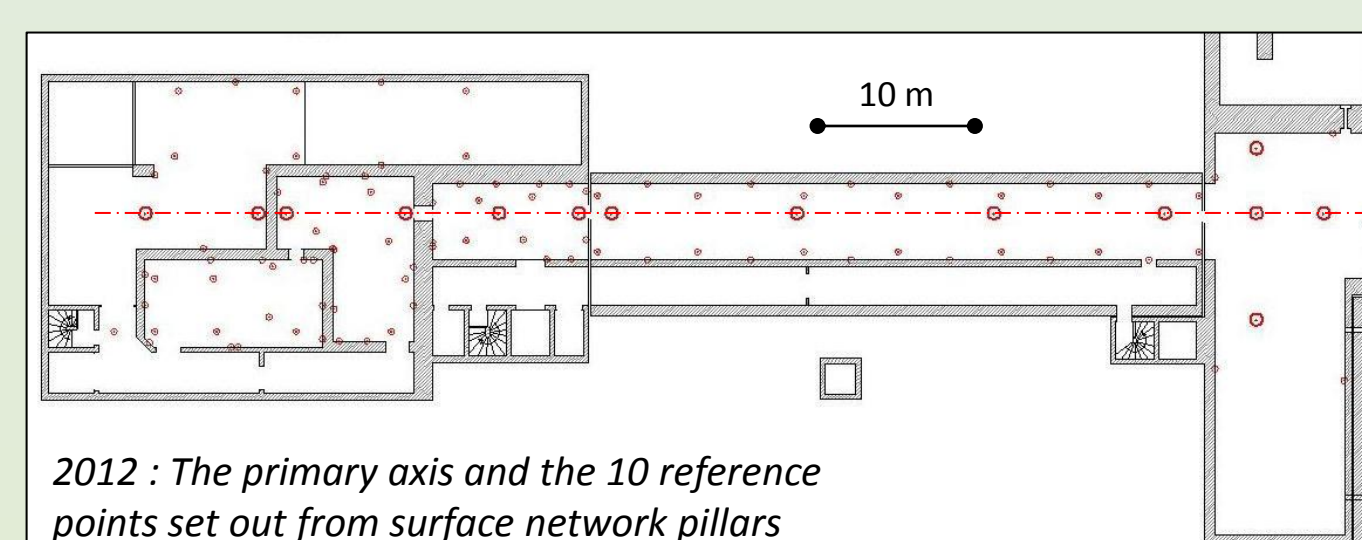 10 m
2012 : The primary axis and the 10 reference
points set out from surface network pillars